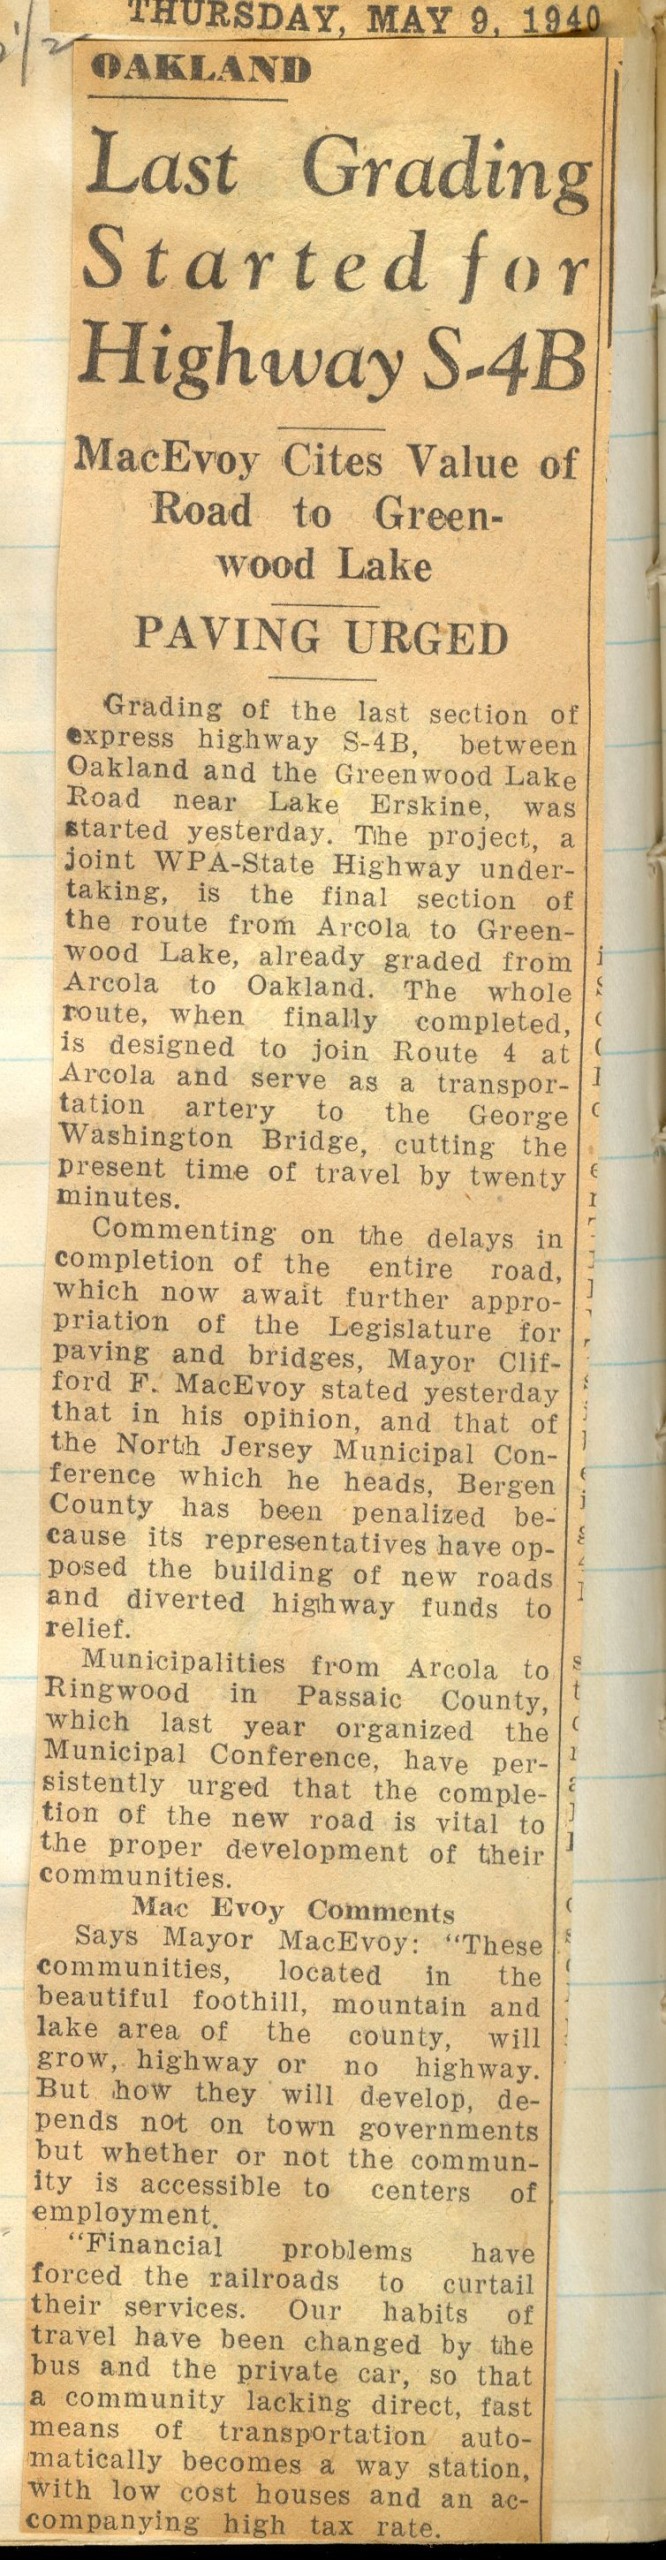 THURSDAY, MAY 9, 1940
OAKLAND
Last Grading
Started for
Highway S-4B
MacEvoy Cites Value of
Road to Green-
wood Lake
PAVING URGED
Grading of the last section of
express highway S-4B, between
Oakland and the Greenwood Lake
Road near Lake Erskine, was
started yesterday. The project, a
joint WPA-State Highway under-
taking, is the final section of
the route from Arcola to Green-
wood Lake, already graded from
Arcola to Oakland. The whole
route, when finally completed,
is designed to join Route 4 at
Arcola and serve as a transpor-
tation artery to the George
Washington Bridge, cutting the
present time of travel by twenty
minutes.
Commenting on the delays in
completion of the entire road,
which now await further appro-
priation of the Legislature for
paving and bridges, Mayor Clif-
ford F. MacEvoy stated yesterday
that in his opinion, and that of
the North Jersey Municipal Con-
ference which he heads, Bergen
County has been penalized be-
cause its representatives have op-
posed the building of new roads
and diverted highway funds to
relief.
Municipalities from Arcola to
Ringwood in Passaic County,
which last year organized the
Municipal Conference, have per-
sistently urged that the comple-
tion of the new road is vital to
the proper development of their
communities.
Mac Evoy Comments
Says Mayor MacEvoy: "These
communities, located in the
beautiful foothill, mountain and
lake area of the county, will
grow, highway or no highway.
But how they will develop, de-
pends not on town governments
but whether or not the commun-
ity is accessible to centers of
employment.
"Financial problems have
forced the railroads to curtail
their services. Our habits of
travel have been changed by the
bus and the private car, so that
a community lacking direct, fast
means of transportation auto-
matically becomes a way station,
with low cost houses and an ac-
companying high tax rate.